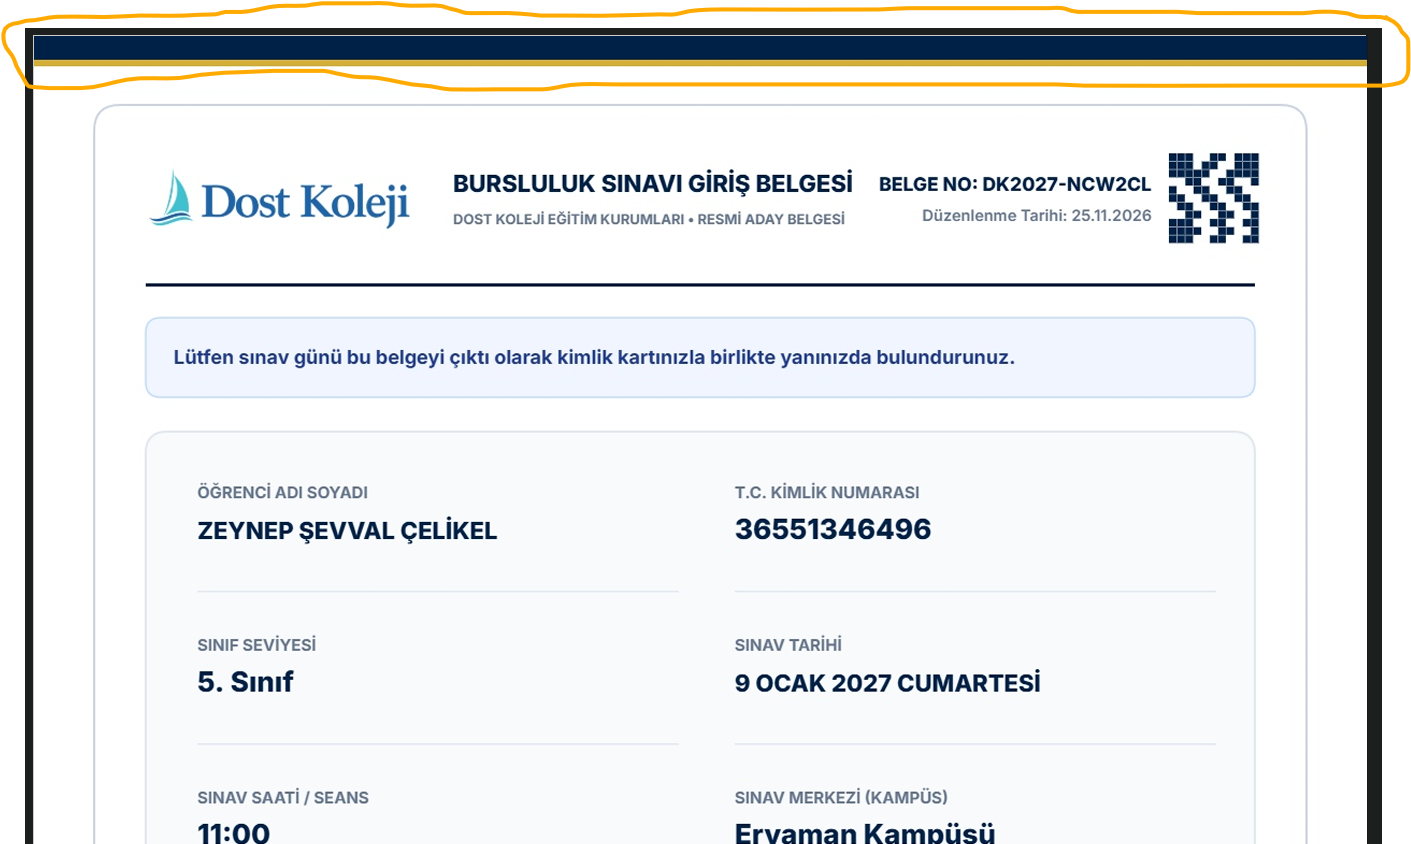 Dost Koleji
BURSLULUK SINAVI GİRİŞ BELGESİ
DOST KOLEJİ EĞİTİM KURUMLARI • RESMİ ADAY BELGESİ
BELGE NO: DK2027-NCW2CL
Düzenlenme Tarihi: 25.11.2026
Lütfen sınav günü bu belgeyi çıktı olarak kimlik kartınızla birlikte yanınızda bulundurunuz.
ÖĞRENCİ ADI SOYADI
ZEYNEP ŞEVVAL ÇELİKEL
T.C. KİMLİK NUMARASI
36551346496
SINIF SEVİYESİ
5. Sınıf
SINAV TARİHİ
9 OCAK 2027 CUMARTESİ
SINAV SAATİ / SEANS
11:00
SINAV MERKEZİ (KAMPÜS)
Eryaman Kampüsü